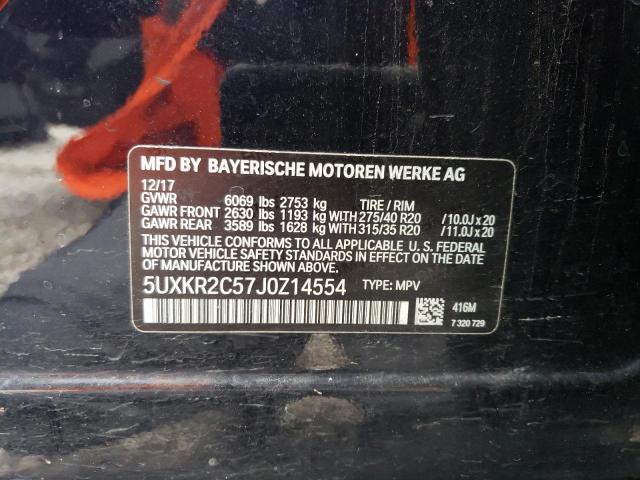 MFD BY BAYERISCHE MOTOREN WERKE AG
12/17
GVWR 6069 lbs 2753 kg TIRE / RIM
GAWR FRONT 2630 lbs 1193 kg WITH 275/40 R20 /10.0J x 20
GAWR REAR 3589 lbs 1628 kg WITH 315/35 R20 /11.0J x 20
THIS VEHICLE CONFORMS TO ALL APPLICABLE U. S. FEDERAL
MOTOR VEHICLE SAFETY STANDARDS IN EFFECT ON THE DATE
OF MANUFACTURE SHOWN ABOVE.
5UXKR2C57J0Z14554 TYPE: MPV
416M
7 320 729